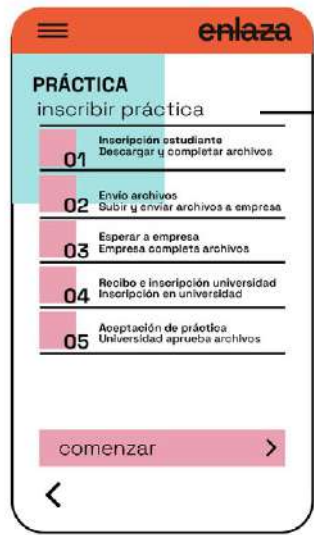 enlaza
PRÁCTICA
inscribir práctica
01
Inscripción estudiante
Descargar y completar archivos
02
Envío archivos
Subir y enviar archivos a empresa
03
Esperar a empresa
Empresa completa archivos
04
Recibo e inscripción universidad
Inscripción en universidad
05
Aceptación de práctica
Universidad aprueba archivos
comenzar